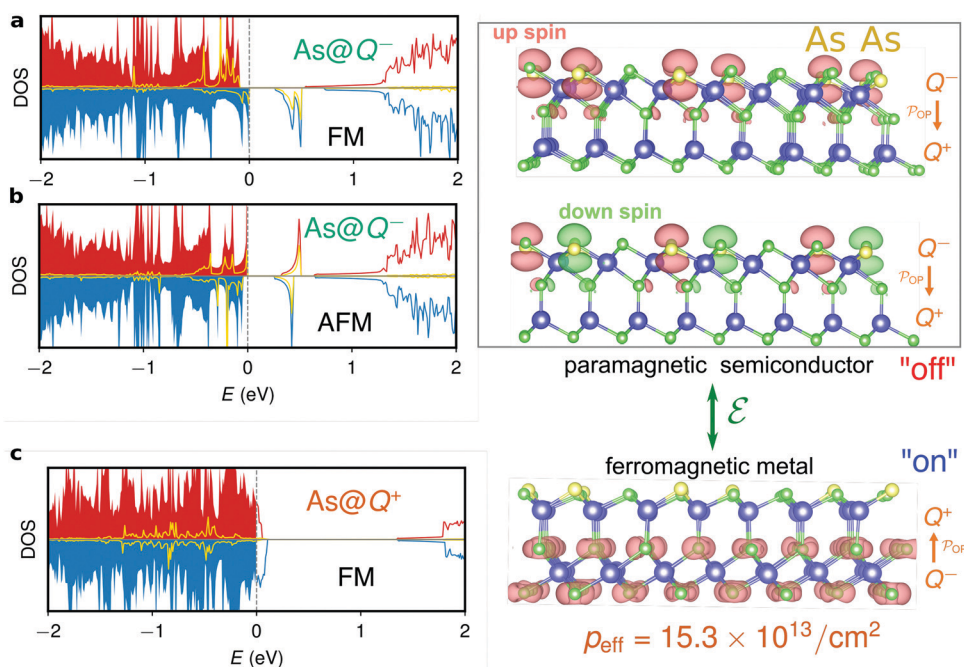 a
DOS
As@Q−
FM
−2 −1 0 1 2
up spin
As As
Q−
𝒫OP
Q+
b
DOS
As@Q−
AFM
−2 −1 0 1 2
E (eV)
down spin
Q−
𝒫OP
Q+
paramagnetic semiconductor
"off"
ℰ
ferromagnetic metal
"on"
c
DOS
As@Q+
FM
−2 −1 0 1 2
E (eV)
Q+
𝒫OP
Q−
peff = 15.3 × 10¹³/cm²